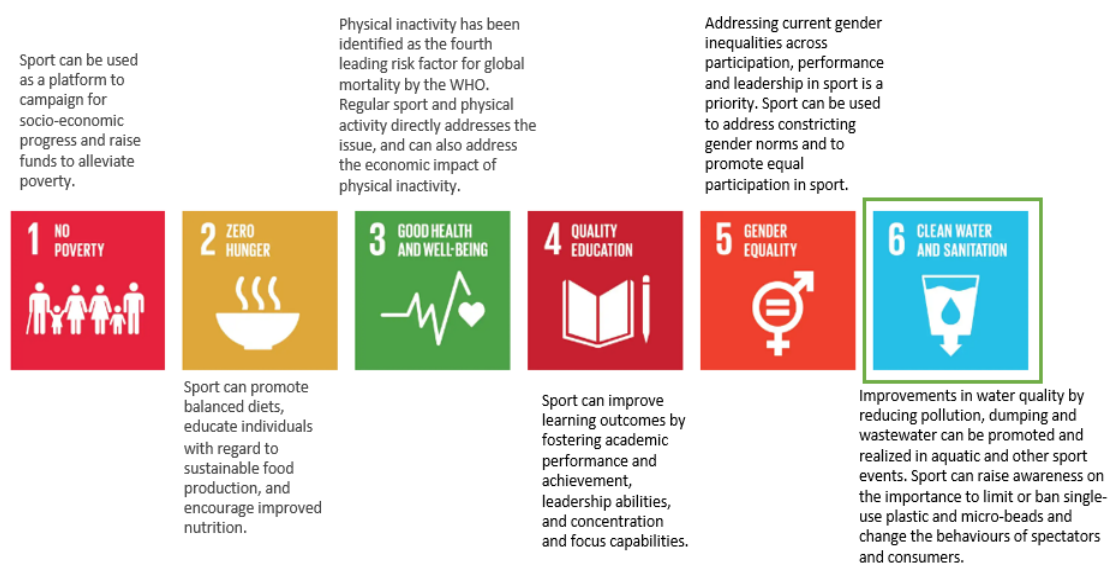 Sport can be used
as a platform to
campaign for
socio-economic
progress and raise
funds to alleviate
poverty.
Physical inactivity has been
identified as the fourth
leading risk factor for global
mortality by the WHO.
Regular sport and physical
activity directly addresses the
issue, and can also address
the economic impact of
physical inactivity.
Addressing current gender
inequalities across
participation, performance
and leadership in sport is a
priority. Sport can be used
to address constricting
gender norms and to
promote equal
participation in sport.
1 NO
POVERTY
2 ZERO
HUNGER
3 GOOD HEALTH
AND WELL-BEING
4 QUALITY
EDUCATION
5 GENDER
EQUALITY
6 CLEAN WATER
AND SANITATION
Sport can promote
balanced diets,
educate individuals
with regard to
sustainable food
production, and
encourage improved
nutrition.
Sport can improve
learning outcomes by
fostering academic
performance and
achievement,
leadership abilities,
and concentration
and focus capabilities.
Improvements in water quality by
reducing pollution, dumping and
wastewater can be promoted and
realized in aquatic and other sport
events. Sport can raise awareness on
the importance to limit or ban single-
use plastic and micro-beads and
change the behaviours of spectators
and consumers.